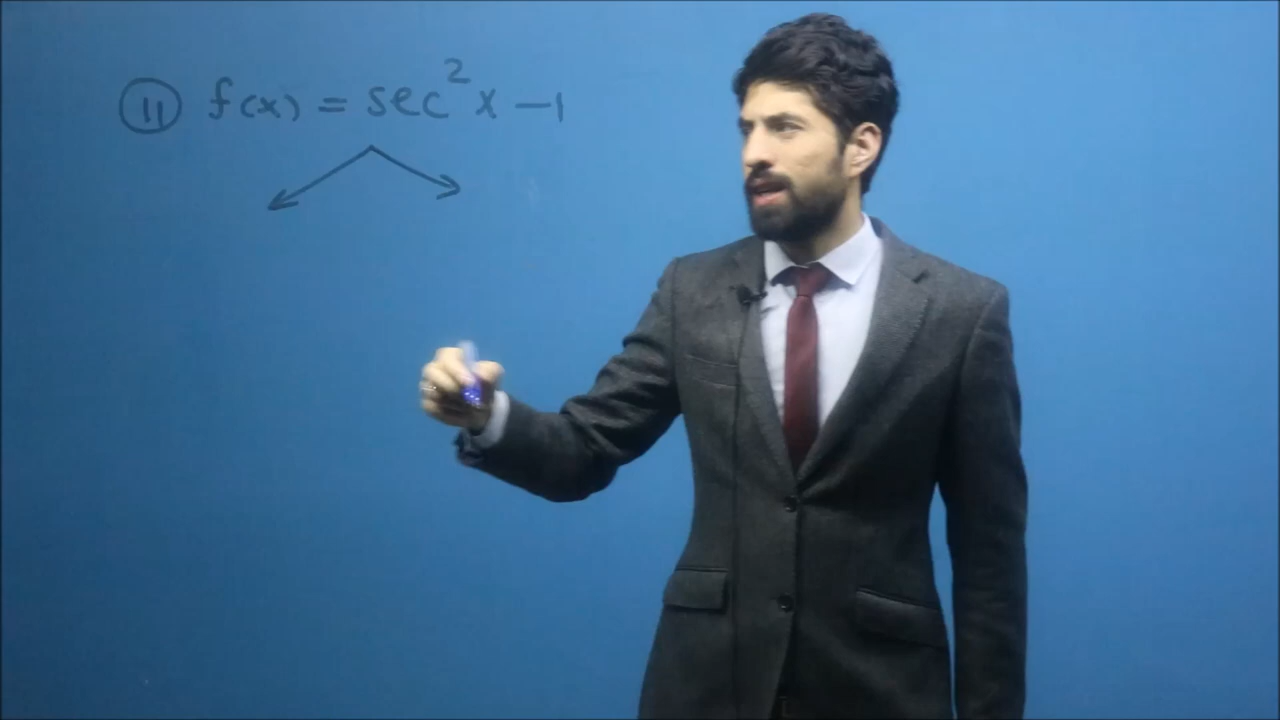 ⑪ f(x) = sec²x - 1